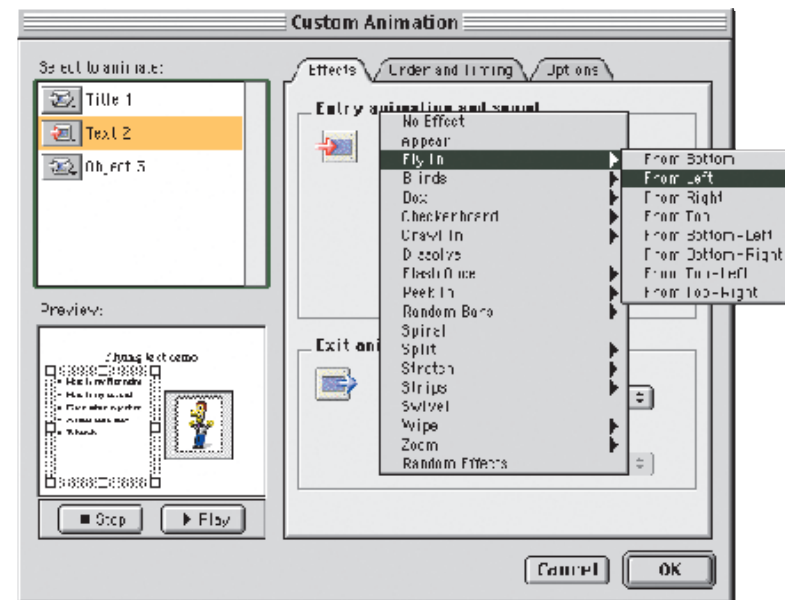 Custom Animation
Select to animate:
Title 1
Text 2
Object 3
Effects
Order and Timing
Options
Entry animation and sound
No Effect
Appear
Fly In
Blinds
Box
Checkerboard
Crawl In
Dissolve
Flash Once
Peek In
Random Bars
Spiral
Split
Stretch
Strips
Swivel
Wipe
Zoom
Random Effects
From Bottom
From Left
From Right
From Top
From Bottom-Left
From Bottom-Right
From Top-Left
From Top-Right
Exit ani
Preview:
Flying text demo
Stop
Play
Cancel
OK